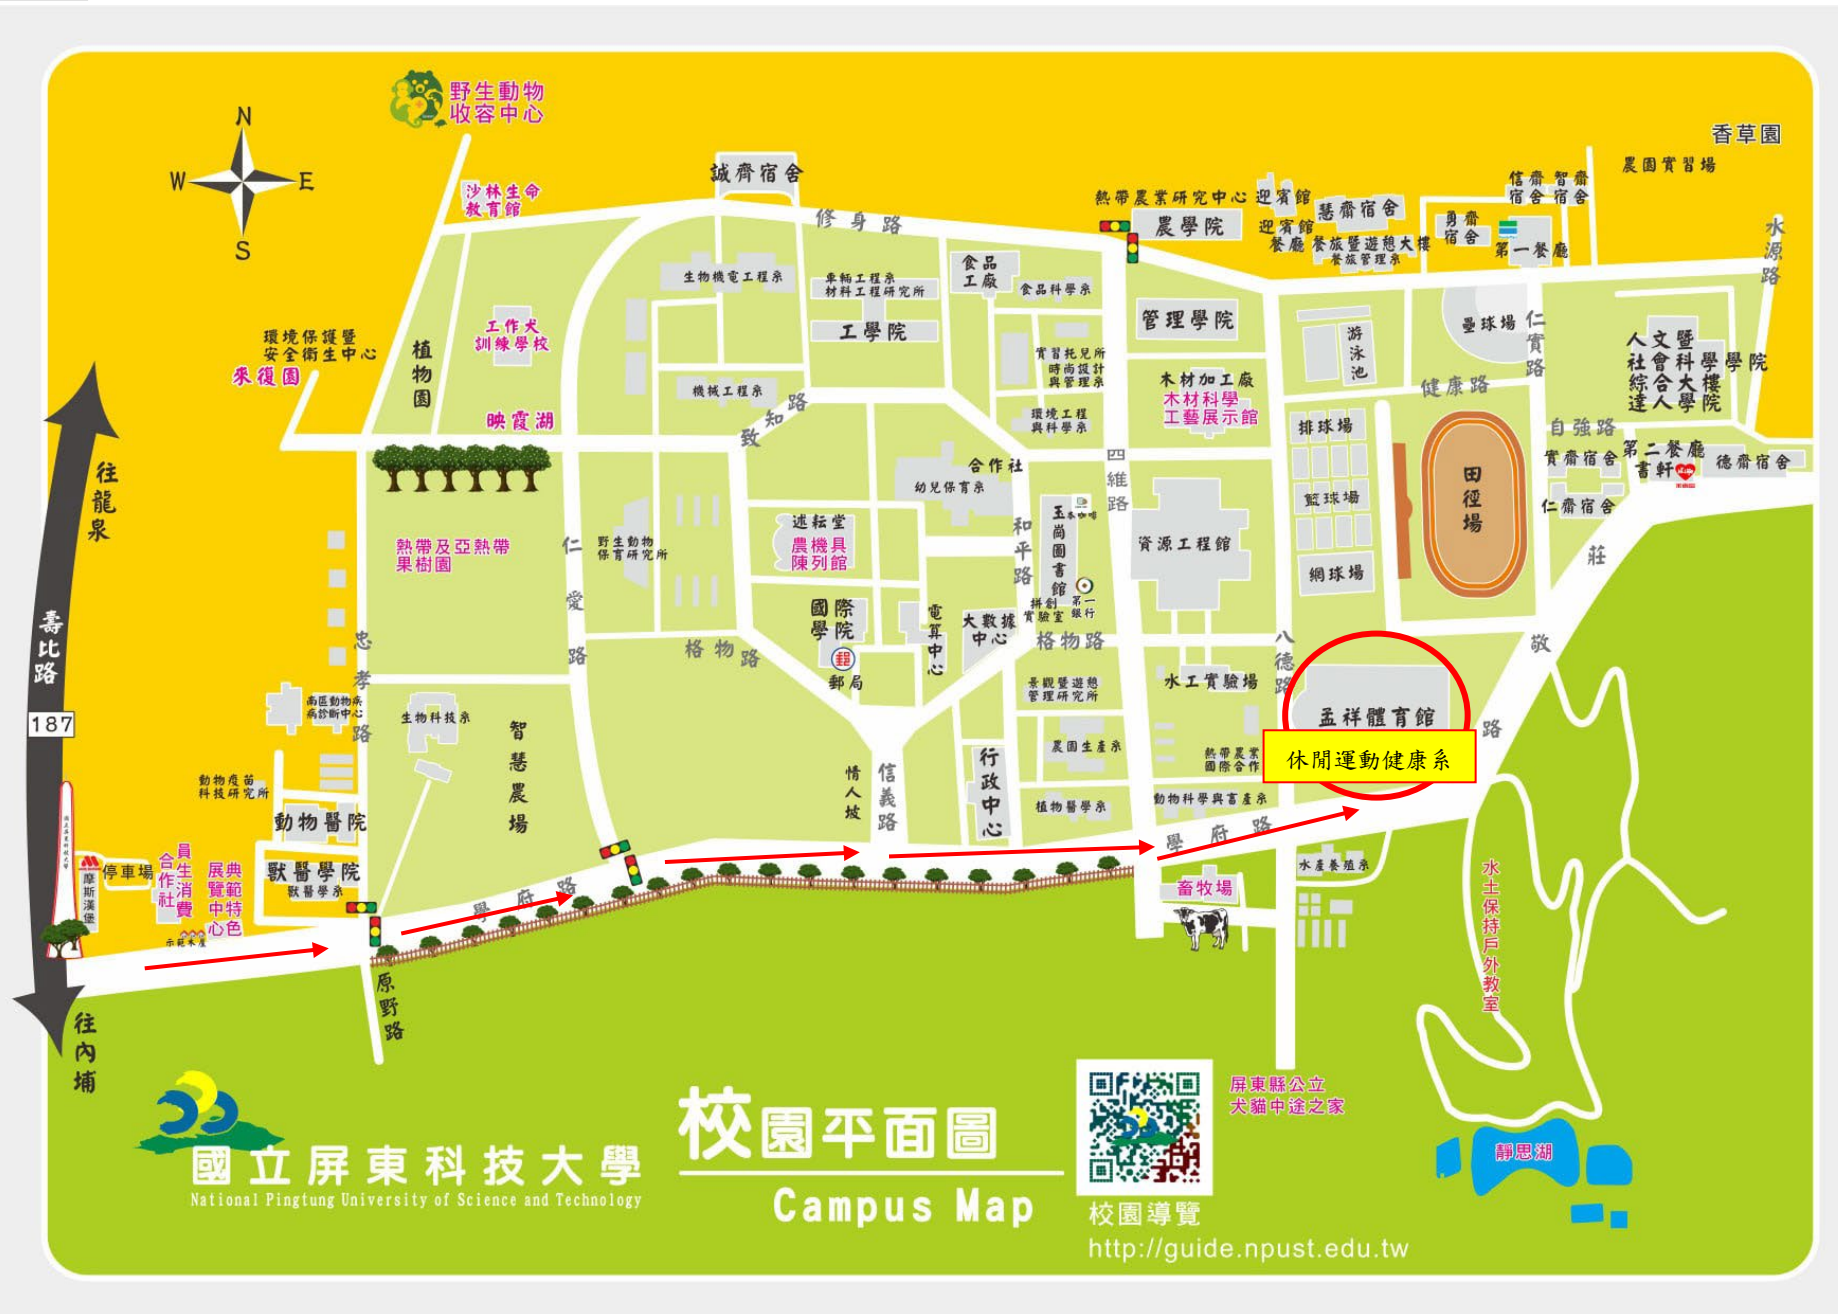 野生動物
收容中心
N
W
E
S
沙林生命
教育館
誠齋宿舍
修身路
熱帶農業研究中心
迎賓館
農學院
迎賓館
餐廳
慧齋宿舍
餐旅暨遊憩大樓
餐旅管理系
勇齋
宿舍
信齋
宿舍
智齋
宿舍
第一餐廳
香草園
農園實習場
水源路
生物機電工程系
車輛工程系
材料工程研究所
工學院
食品
工廠
食品科學系
管理學院
游泳池
壘球場
仁實路
人文暨
社會科學學院
綜合大樓
達人學院
環境保護暨
安全衛生中心
來復園
植物園
工作犬
訓練學校
映霞湖
機械工程系
致知路
實習托兒所
時尚設計
與管理系
環境工程
與科學系
木材加工廠
木材科學
工藝展示館
健康路
排球場
自強路
實齋宿舍
第二餐廳
書軒
德齋宿舍
仁齋宿舍
往龍泉
壽比路
187
往內埔
熱帶及亞熱帶
果樹園
仁愛路
野生動物
保育研究所
述耘堂
農機具
陳列館
合作社
幼兒保育系
四維路
和平路
玉崗圖書館
拼創
實驗室
第一
銀行
資源工程館
籃球場
網球場
田徑場
莊敬路
忠孝路
國際
學院
郵
郵局
電算中心
大數據
中心
格物路
格物路
八德路
南區動物疾
病診斷中心
生物科技系
智慧農場
景觀暨遊憩
管理研究所
水工實驗場
孟祥體育館
休閒運動健康系
動物疫苗
科技研究所
動物醫院
情人坡
信義路
行政中心
農園生產系
熱帶農業
國際合作
植物醫學系
動物科學與畜產系
學府路
摩斯漢堡
停車場
員生消費
合作社
典範特色
展覽中心
獸醫學院
獸醫學系
學府路
畜牧場
水產養殖系
水土保持戶外教室
原野路
屏東縣公立
犬貓中途之家
靜思湖
國立屏東科技大學
National Pingtung University of Science and Technology
校園平面圖
Campus Map
校園導覽
http://guide.npust.edu.tw